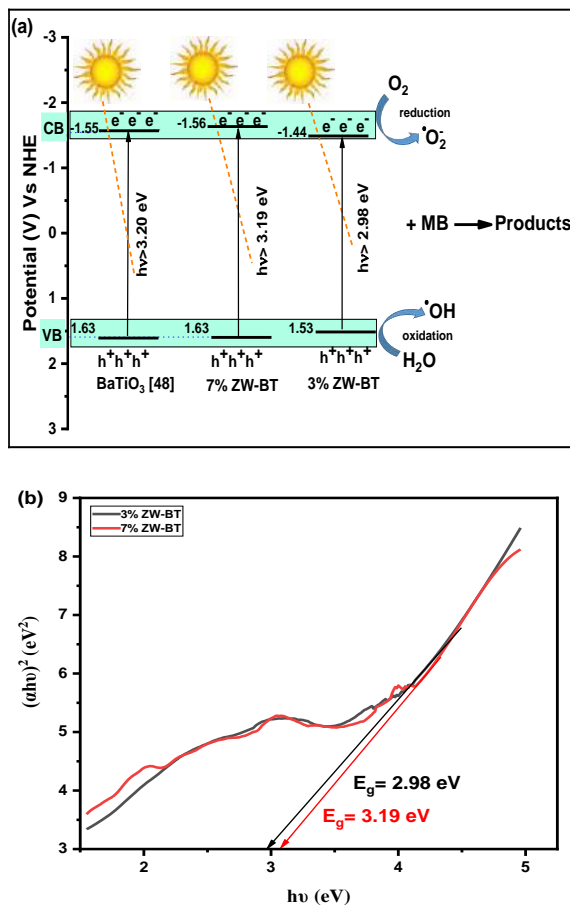 (a)
-3
-2
-1
0
1
2
3
Potential (V) Vs NHE
CB
VB
-1.55
e⁻ e⁻ e⁻
-1.56
e⁻ e⁻ e⁻
-1.44
e⁻ e⁻ e⁻
O₂
reduction
•O₂⁻
hν>3.20 eV
hν> 3.19 eV
hν> 2.98 eV
+ MB → Products
1.63
1.63
1.53
•OH
oxidation
H₂O
h⁺h⁺h⁺
h⁺h⁺h⁺
h⁺h⁺h⁺
BaTiO₃ [48]
7% ZW-BT
3% ZW-BT
(b)
3% ZW-BT
7% ZW-BT
9
8
7
6
5
4
3
(αhυ)² (eV²)
E_g= 2.98 eV
E_g= 3.19 eV
2 3 4 5
hυ (eV)